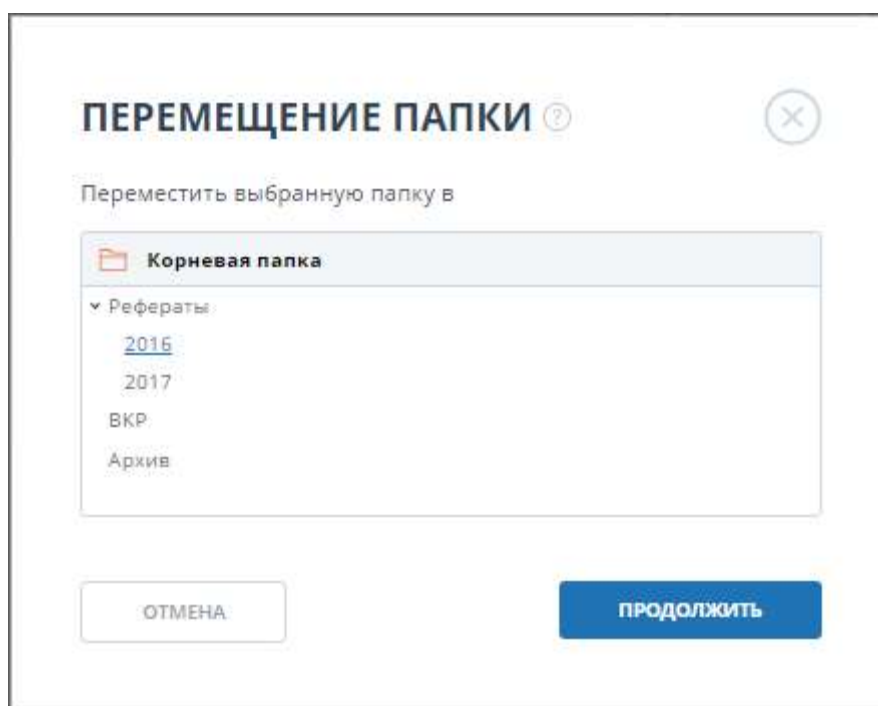 ПЕРЕМЕЩЕНИЕ ПАПКИ ?
Переместить выбранную папку в
Корневая папка
Рефераты
2016
2017
ВКР
Архив
ОТМЕНА
ПРОДОЛЖИТЬ